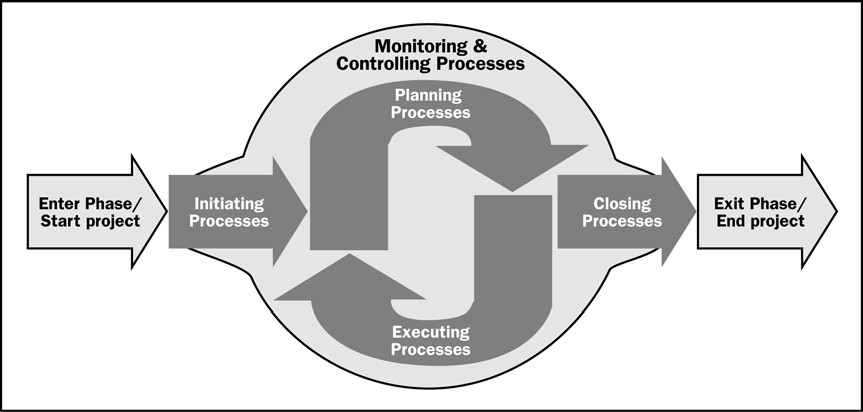 Monitoring &
Controlling Processes
Planning
Processes
Enter Phase/
Start project
Initiating
Processes
Closing
Processes
Exit Phase/
End project
Executing
Processes